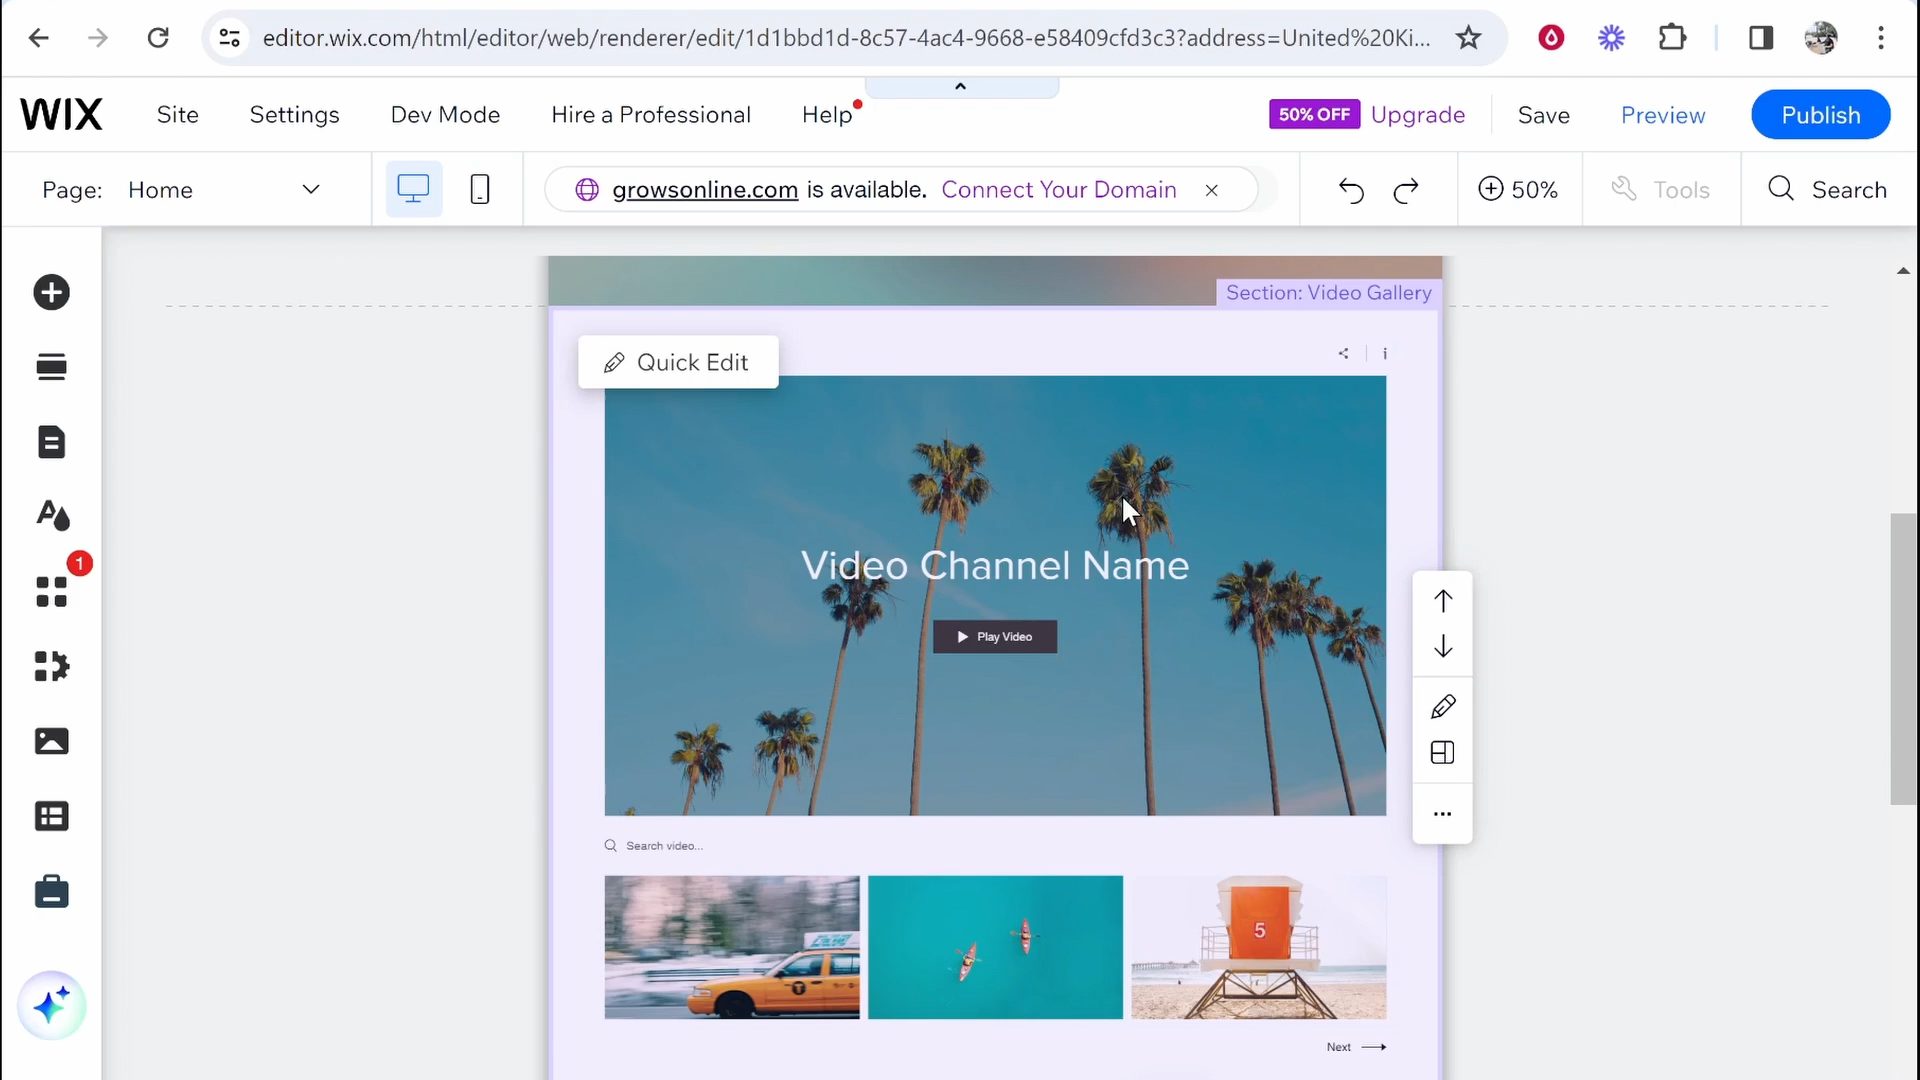 editor.wix.com/html/editor/web/renderer/edit/1d1bbd1d-8c57-4ac4-9668-e58409cfd3c3?address=United%20Ki...
WIX Site Settings Dev Mode Hire a Professional Help 50% OFF Upgrade Save Preview Publish
Page: Home growsonline.com is available. Connect Your Domain 50% Tools Search
Section: Video Gallery
Quick Edit
Video Channel Name
1
Play Video
Search video...
5
T
Next